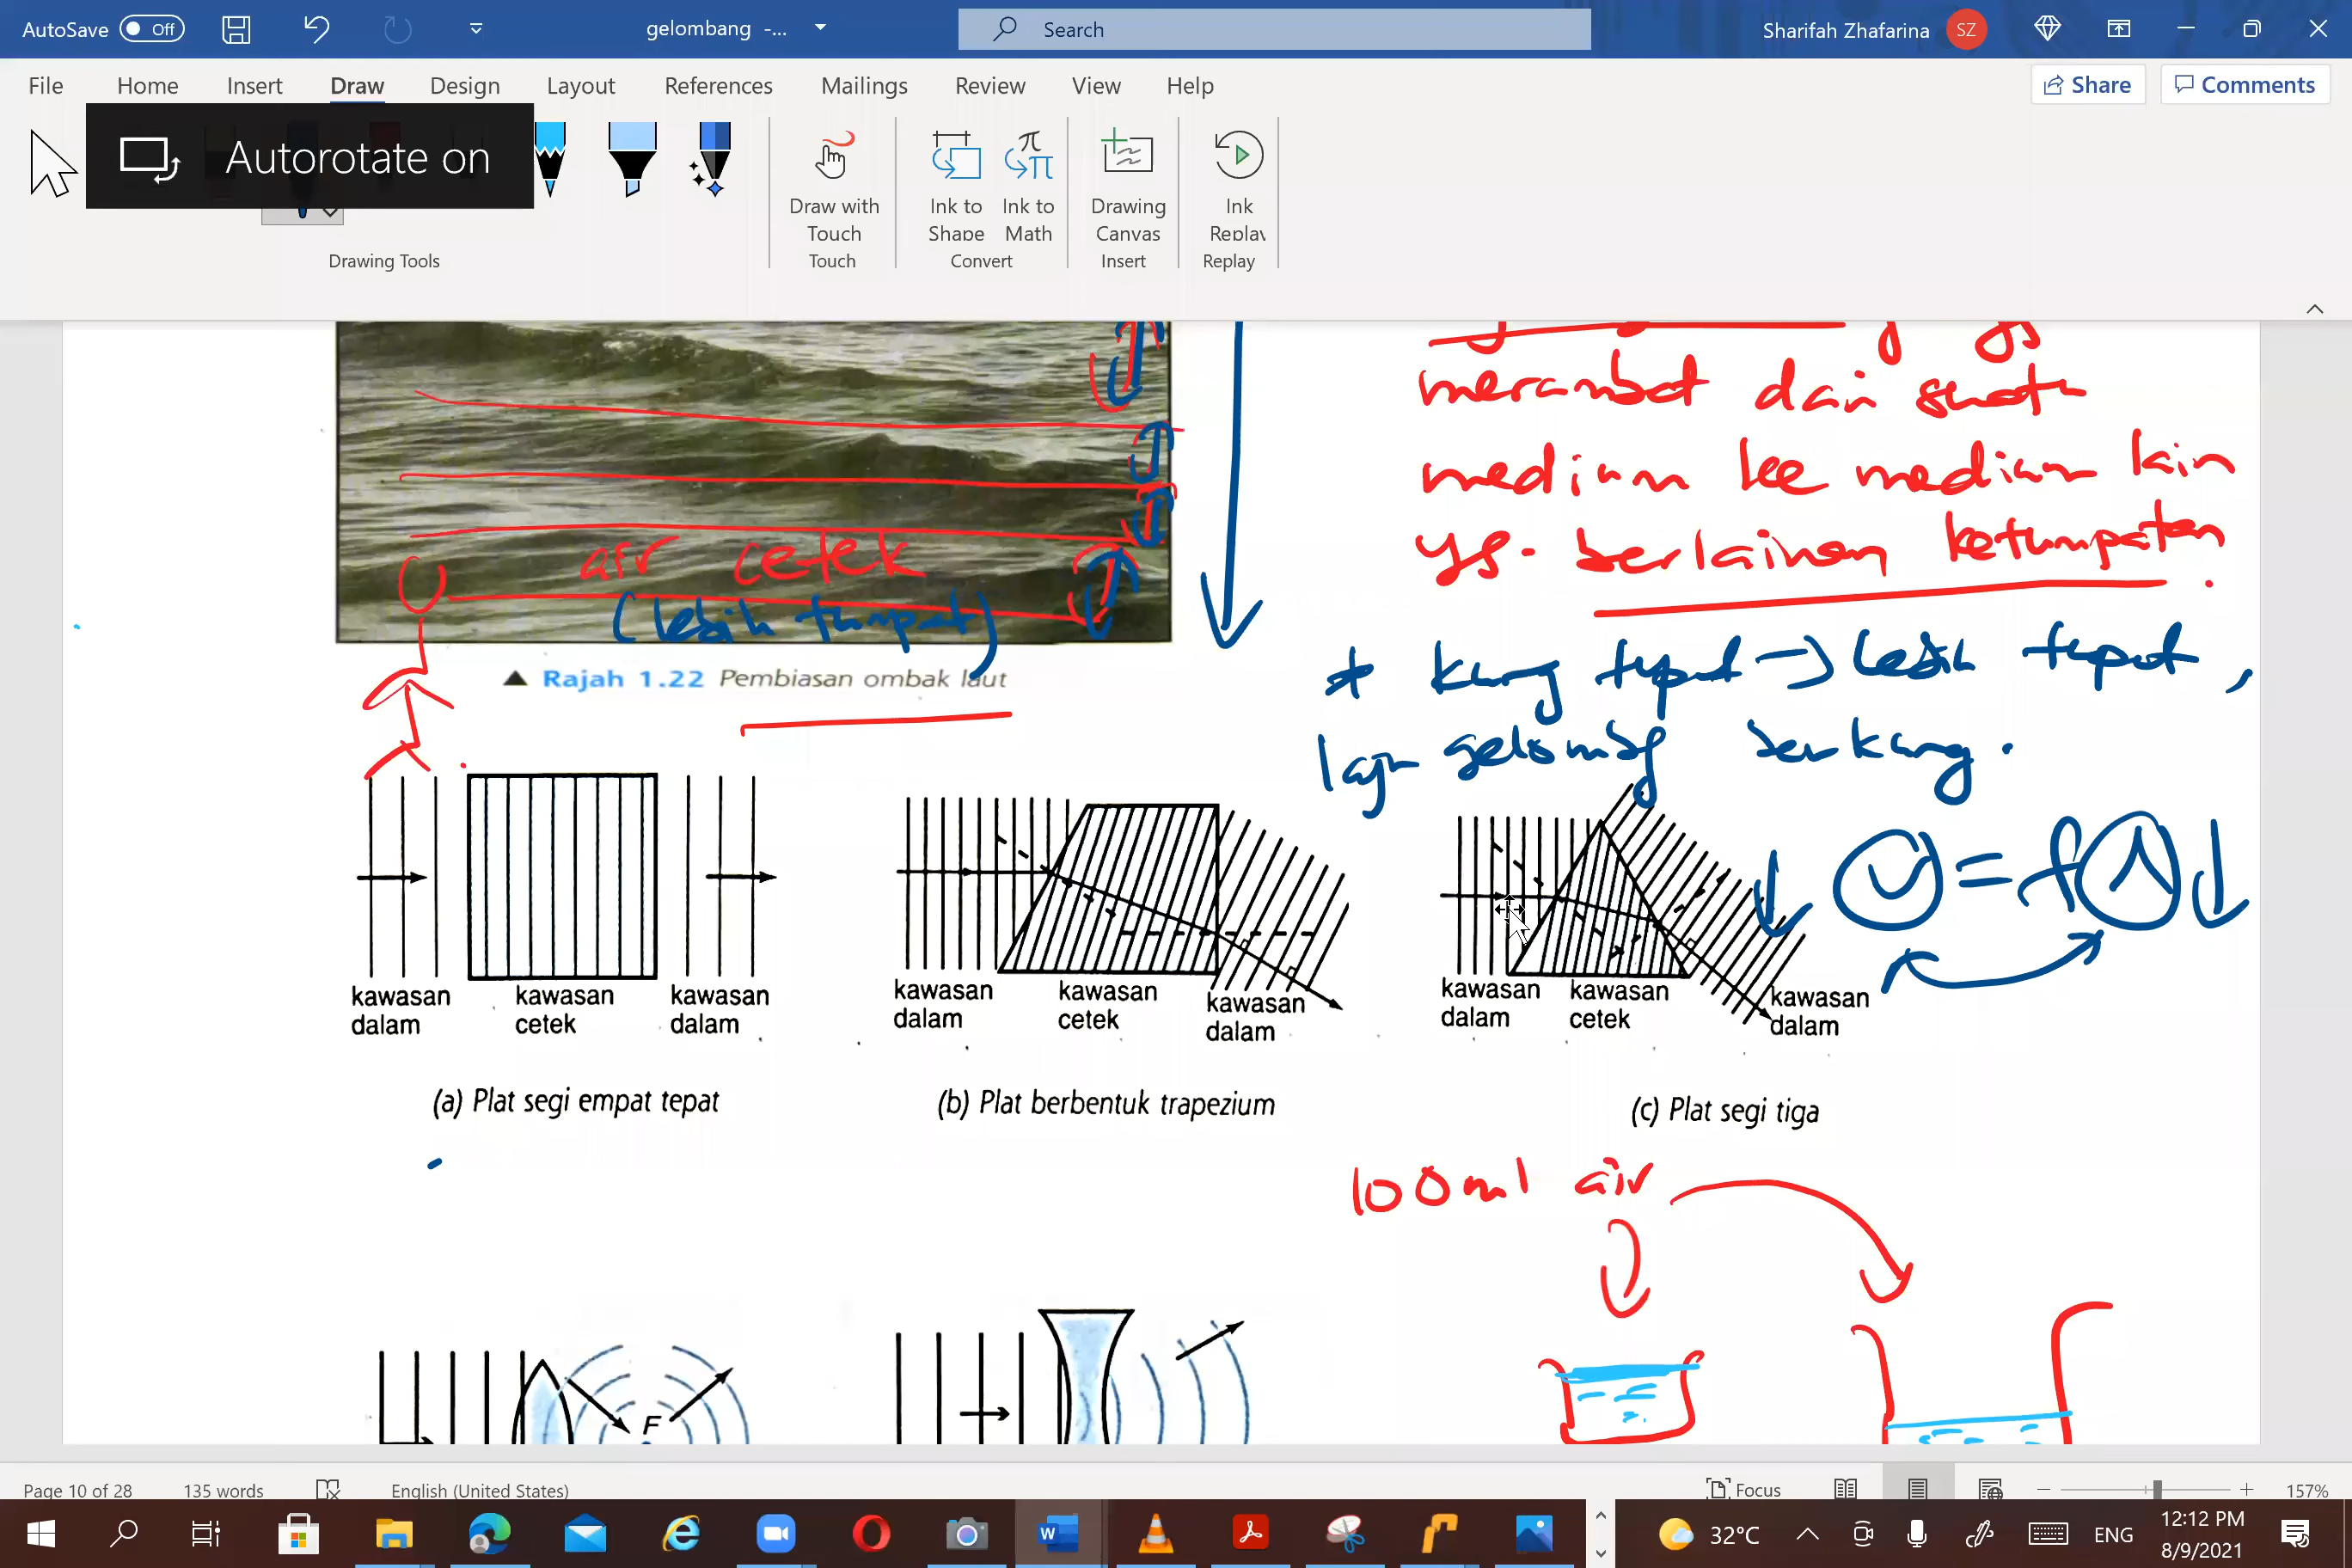 AutoSave Off
gelombang -...
Search
Sharifah Zhafarina SZ
File Home Insert Draw Design Layout References Mailings Review View Help
Share Comments
Autorotate on
Draw with Touch
Ink to Shape
Ink to Math
Drawing Canvas
Ink Replay
Drawing Tools
Touch
Convert
Insert
Replay
merambat dari suatu
medium ke medium lain
yg. berlainan ketumpatan.
air cetek
(lebih tumpat)
▲ Rajah 1.22 Pembiasan ombak laut
* kurang tupat → lebih tupat,
laju gelombg berkurang.
V = fλ
kawasan dalam
kawasan cetek
kawasan dalam
kawasan dalam
kawasan cetek
kawasan dalam
kawasan dalam
kawasan cetek
kawasan dalam
(a) Plat segi empat tepat
(b) Plat berbentuk trapezium
(c) Plat segi tiga
100ml air
F
Page 10 of 28 135 words English (United States)
Focus
157%
32°C
ENG
12:12 PM
8/9/2021